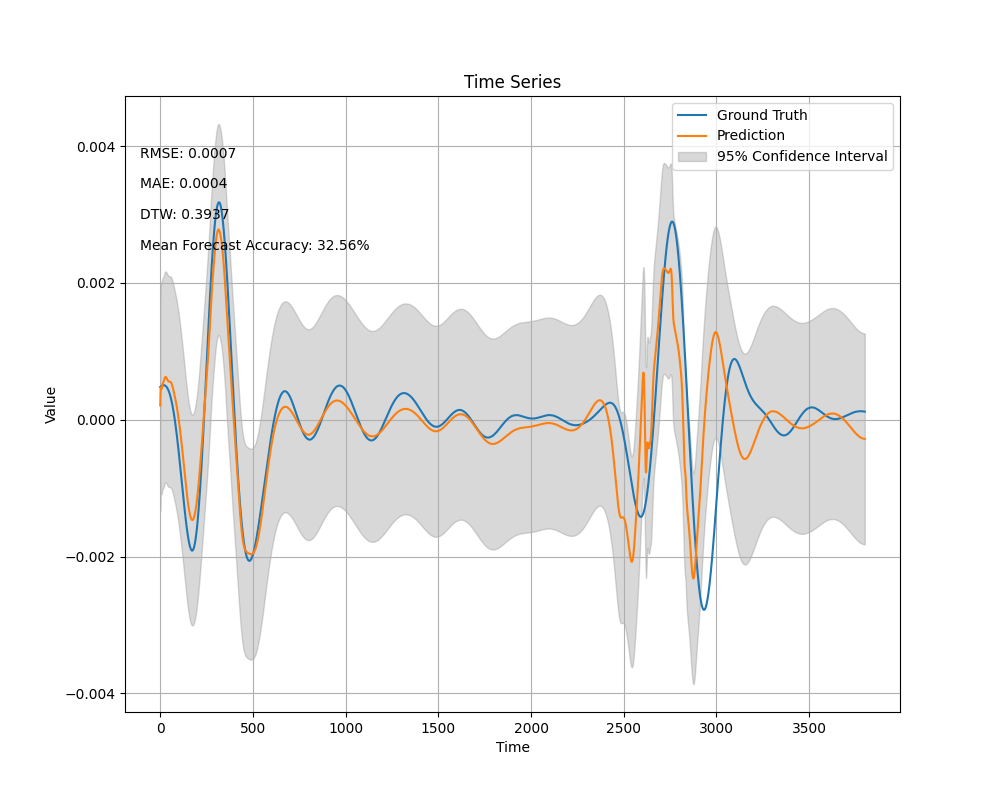 Time Series
Ground Truth
Prediction
95% Confidence Interval
RMSE: 0.0007
MAE: 0.0004
DTW: 0.3937
Mean Forecast Accuracy: 32.56%
Value
0.004
0.002
0.000
−0.002
−0.004
0 500 1000 1500 2000 2500 3000 3500
Time